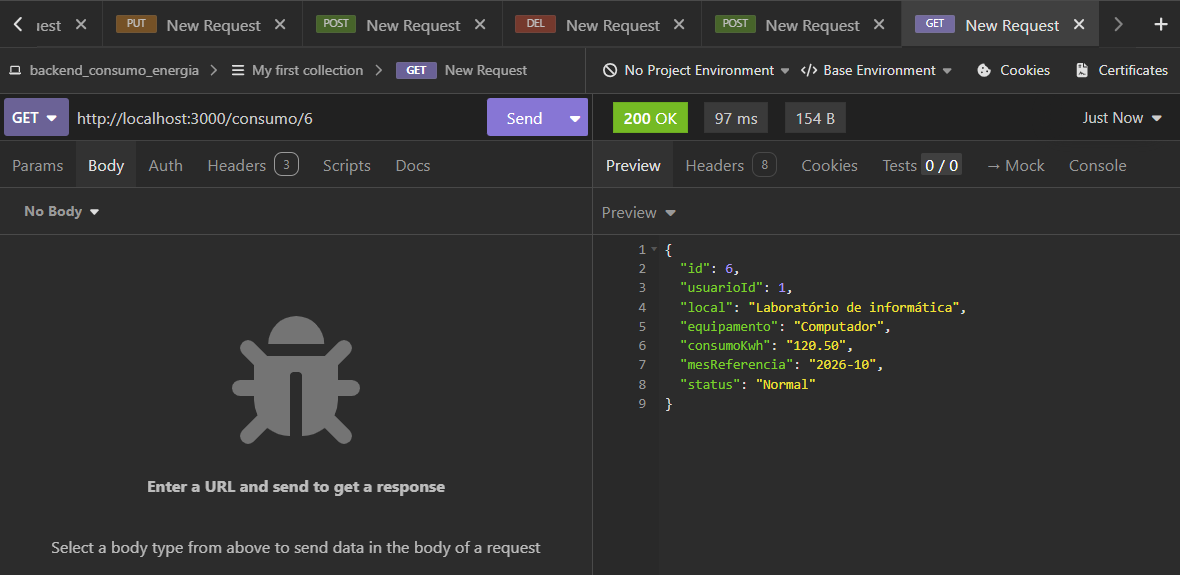 uest PUT New Request POST New Request DEL New Request POST New Request GET New Request
backend_consumo_energia My first collection GET New Request
No Project Environment Base Environment Cookies Certificates
GET http://localhost:3000/consumo/6 Send
200 OK 97 ms 154 B Just Now
Params Body Auth Headers 3 Scripts Docs
Preview Headers 8 Cookies Tests 0 / 0 → Mock Console
No Body
Preview
1 {
2 "id": 6,
3 "usuarioId": 1,
4 "local": "Laboratório de informática",
5 "equipamento": "Computador",
6 "consumoKwh": "120.50",
7 "mesReferencia": "2026-10",
8 "status": "Normal"
9 }
Enter a URL and send to get a response
Select a body type from above to send data in the body of a request